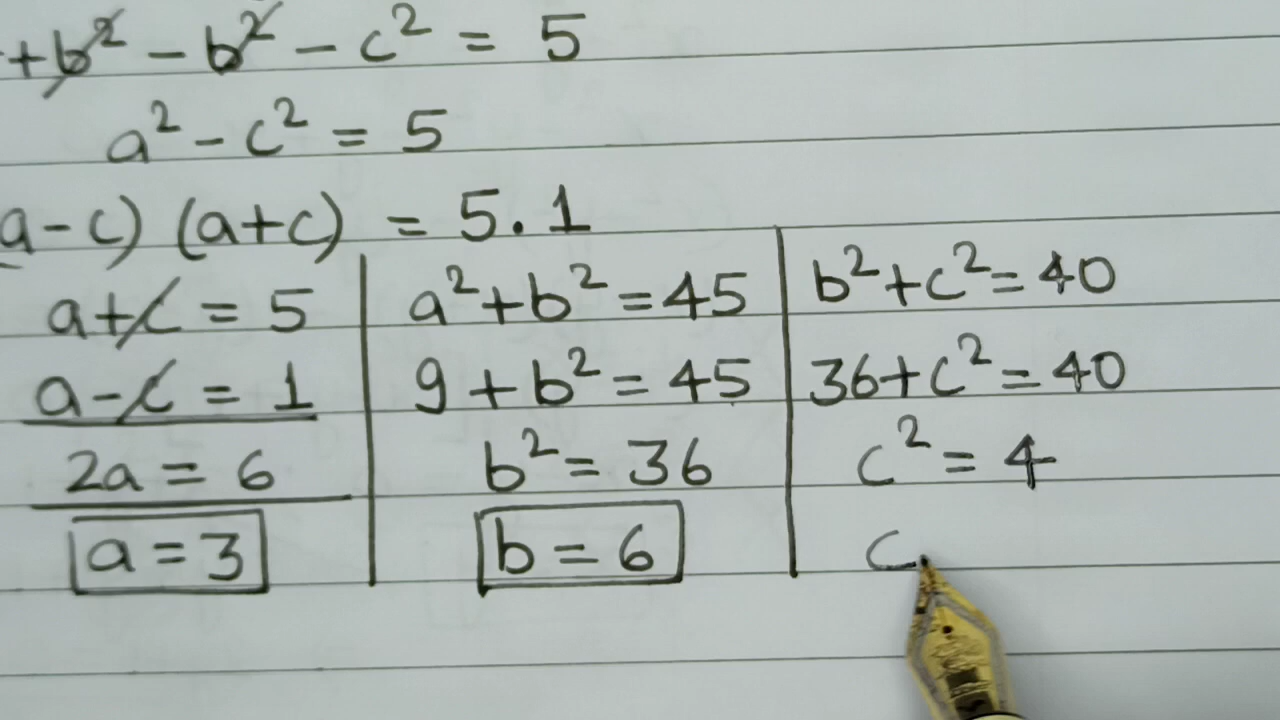 +b² - b² - c² = 5
a² - c² = 5
a - c) (a + c) = 5.1
a + c = 5
a - c = 1
2a = 6
a = 3
a² + b² = 45
9 + b² = 45
b² = 36
b = 6
b² + c² = 40
36 + c² = 40
c² = 4
c